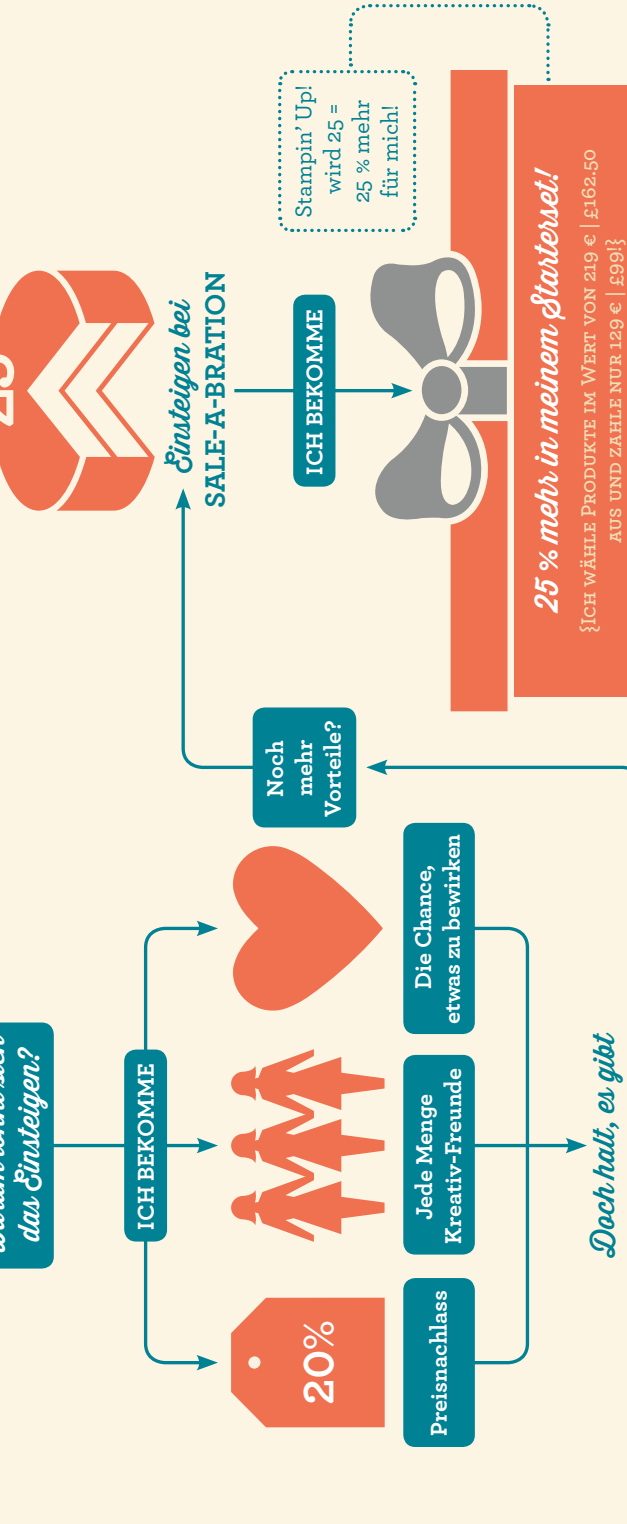 das Einsteigen?
ICH BEKOMME
20%
Preisnachlass
Jede Menge
Kreativ-Freunde
Die Chance,
etwas zu bewirken
Doch halt, es gibt
Noch
mehr
Vorteile?
Einsteigen bei
SALE-A-BRATION
ICH BEKOMME
Stampin’ Up!
wird 25 =
25 % mehr
für mich!
25 % mehr in meinem Starterset!
{ICH WÄHLE PRODUKTE IM WERT VON 219 € | £162.50
AUS UND ZAHLE NUR 129 € | £99!}